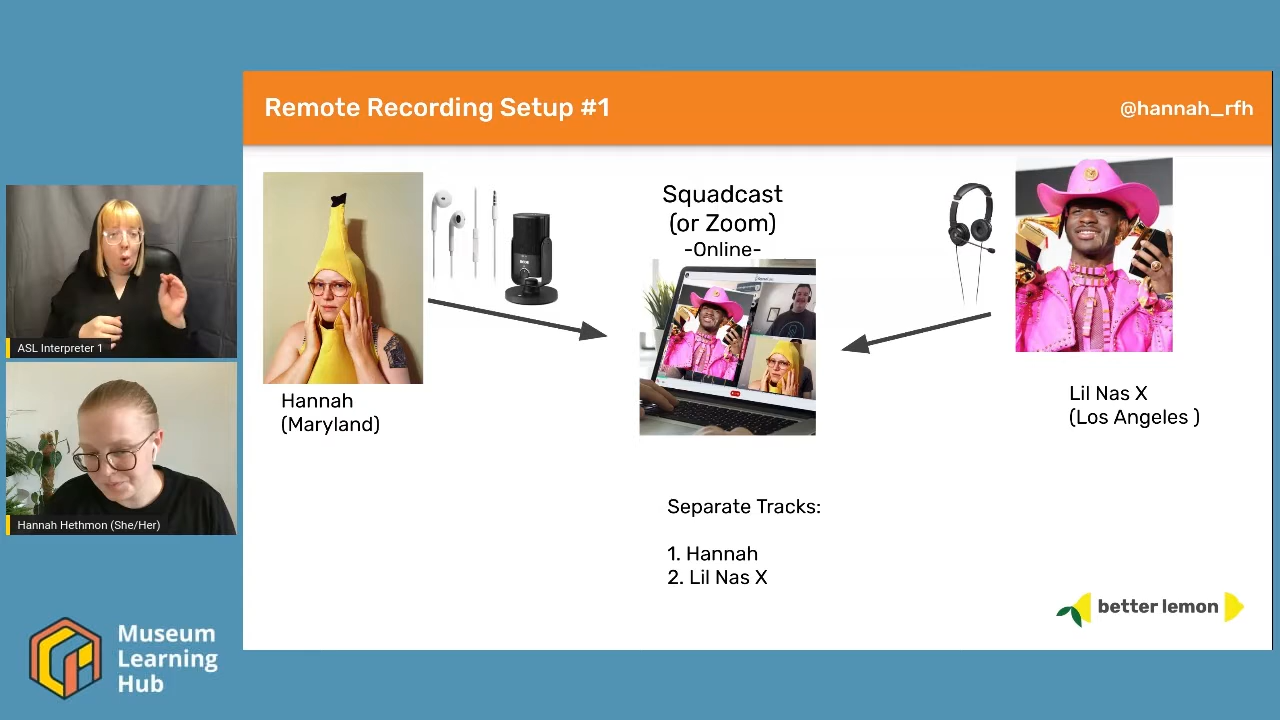 Remote Recording Setup #1
@hannah_rfh
Squadcast
(or Zoom)
-Online-
Hannah
(Maryland)
Lil Nas X
(Los Angeles )
Separate Tracks:
1. Hannah
2. Lil Nas X
better lemon
ASL Interpreter 1
Hannah Hethmon (She/Her)
Museum
Learning
Hub